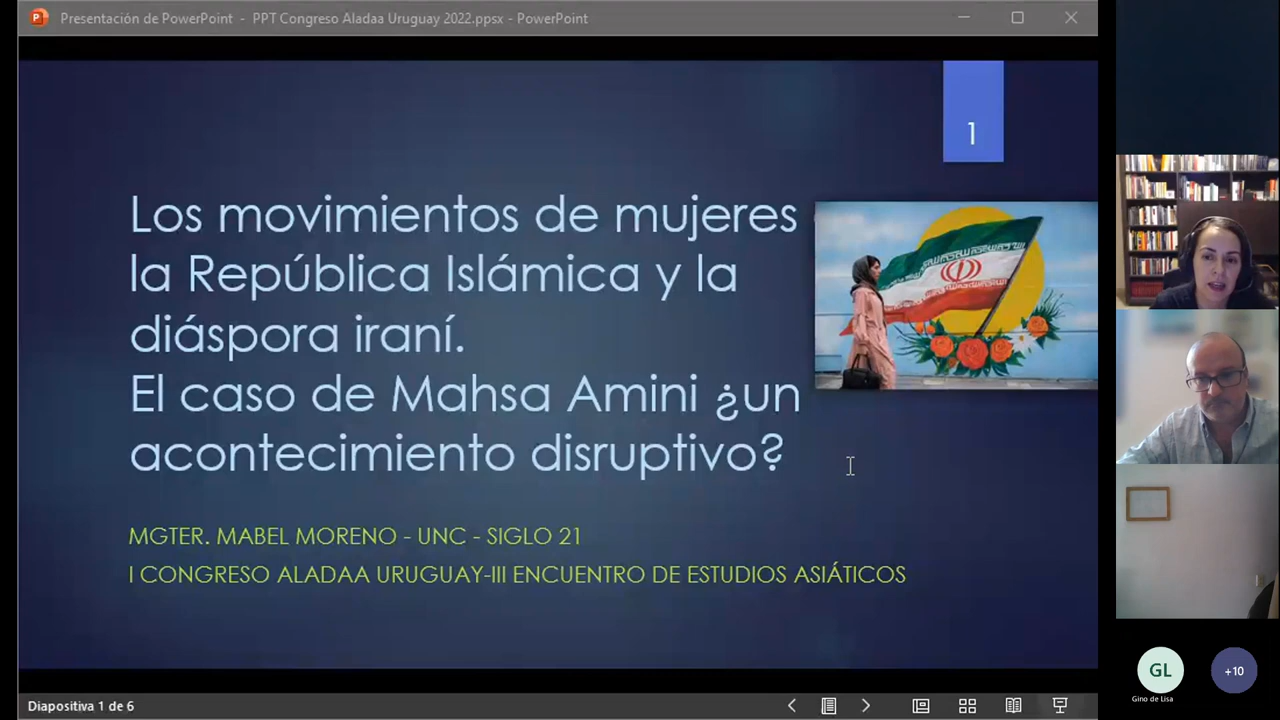 Presentación de PowerPoint - PPT Congreso Aladaa Uruguay 2022.ppsx - PowerPoint
1
Los movimientos de mujeres
la República Islámica y la
diáspora iraní.
El caso de Mahsa Amini ¿un
acontecimiento disruptivo?
MGTER. MABEL MORENO - UNC - SIGLO 21
I CONGRESO ALADAA URUGUAY-III ENCUENTRO DE ESTUDIOS ASIÁTICOS
GL
+10
Gino de Lisa
Diapositiva 1 de 6